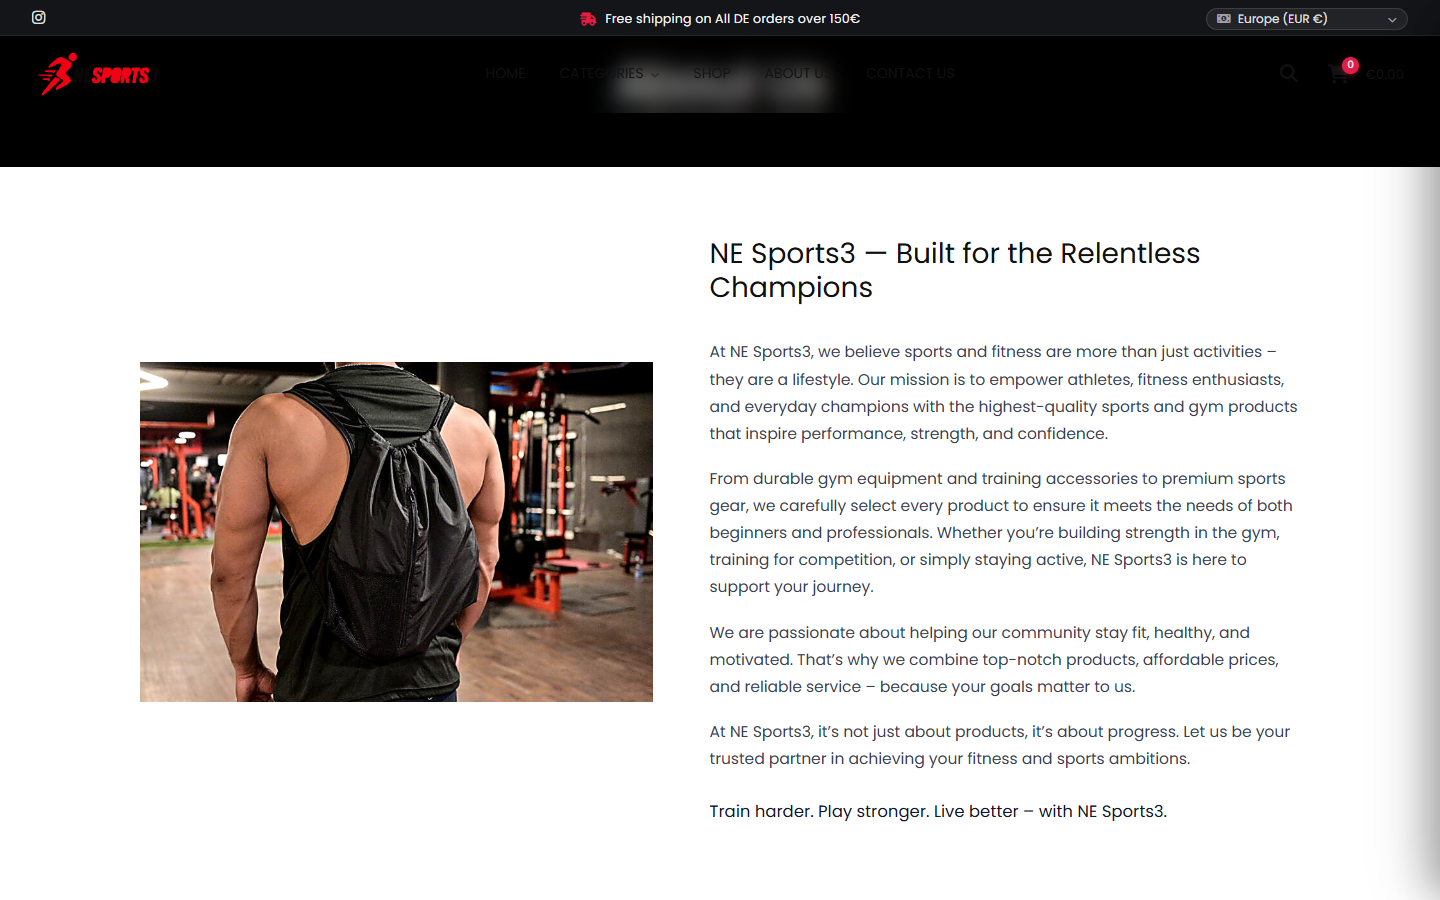 Free shipping on All DE orders over 150€
Europe (EUR €)
SPORTS
HOME
CATEGORIES
SHOP
ABOUT US
CONTACT US
0
€0.00
About Us
NE Sports3 — Built for the Relentless
Champions
At NE Sports3, we believe sports and fitness are more than just activities –
they are a lifestyle. Our mission is to empower athletes, fitness enthusiasts,
and everyday champions with the highest-quality sports and gym products
that inspire performance, strength, and confidence.
From durable gym equipment and training accessories to premium sports
gear, we carefully select every product to ensure it meets the needs of both
beginners and professionals. Whether you’re building strength in the gym,
training for competition, or simply staying active, NE Sports3 is here to
support your journey.
We are passionate about helping our community stay fit, healthy, and
motivated. That’s why we combine top-notch products, affordable prices,
and reliable service – because your goals matter to us.
At NE Sports3, it’s not just about products, it’s about progress. Let us be your
trusted partner in achieving your fitness and sports ambitions.
Train harder. Play stronger. Live better – with NE Sports3.